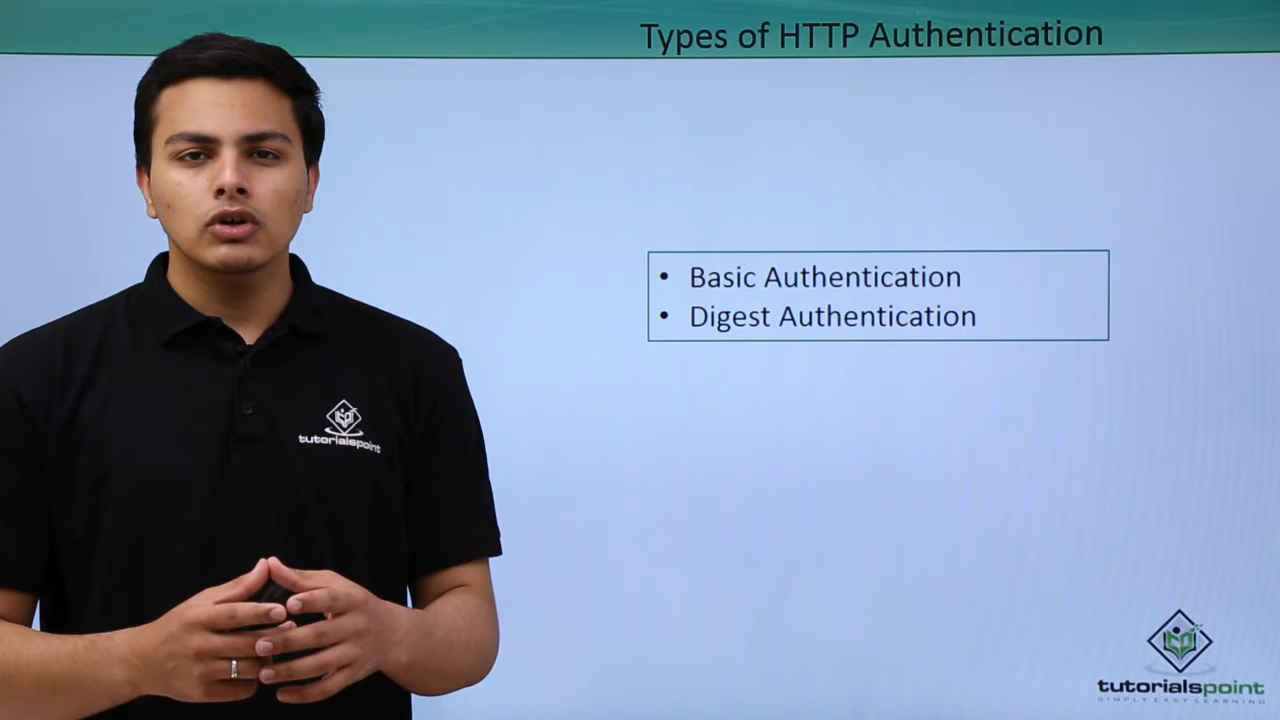 Types of HTTP Authentication
• Basic Authentication
• Digest Authentication
tutorialspoint
tutorialspoint
SIMPLY EASY LEARNING